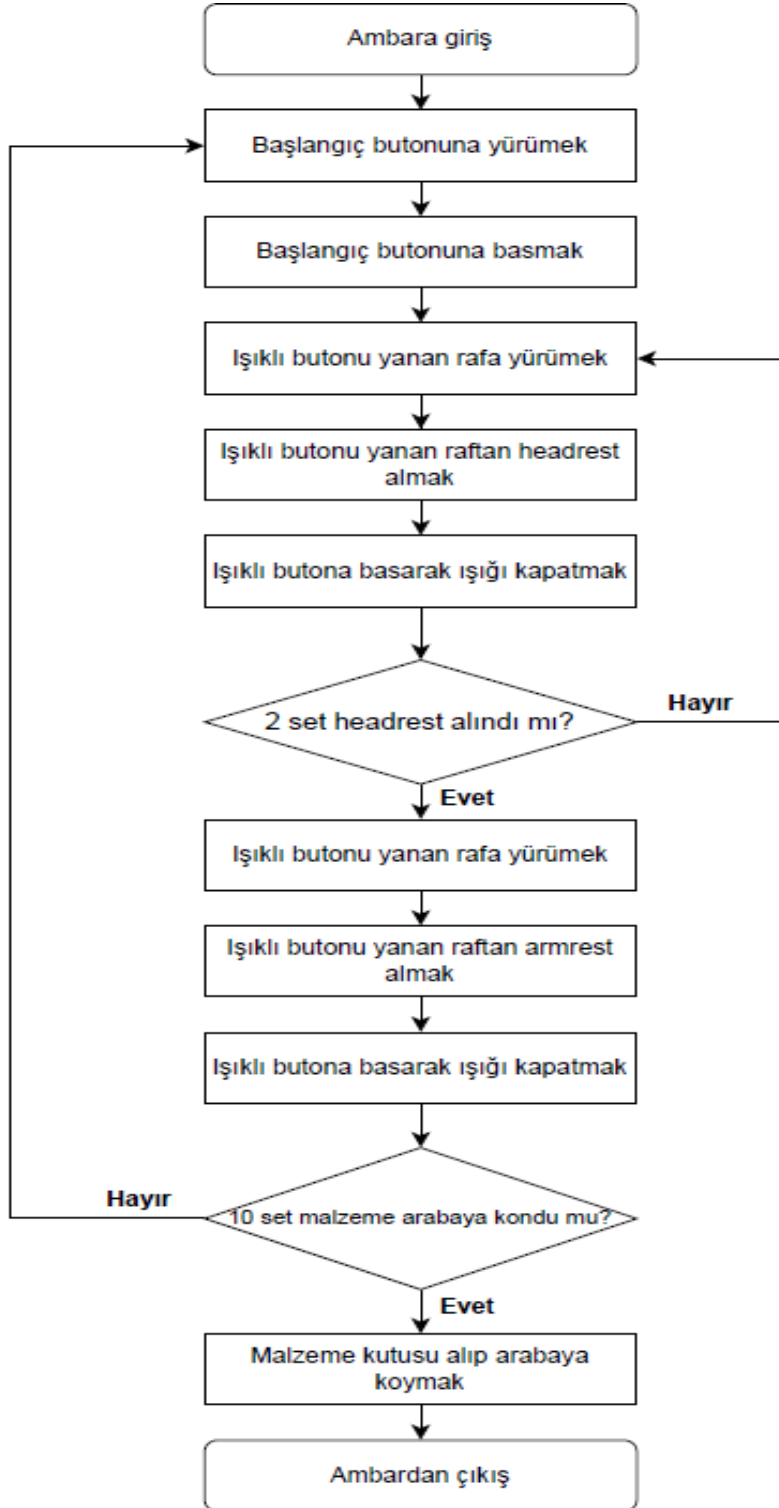 Ambara giriş
Başlangıç butonuna yürümek
Başlangıç butonuna basmak
Işıklı butonu yanan rafa yürümek
Işıklı butonu yanan raftan headrest
almak
Işıklı butona basarak ışığı kapatmak
2 set headrest alındı mı?
Hayır
Evet
Işıklı butonu yanan rafa yürümek
Işıklı butonu yanan raftan armrest
almak
Işıklı butona basarak ışığı kapatmak
Hayır
10 set malzeme arabaya kondu mu?
Evet
Malzeme kutusu alıp arabaya
koymak
Ambardan çıkış